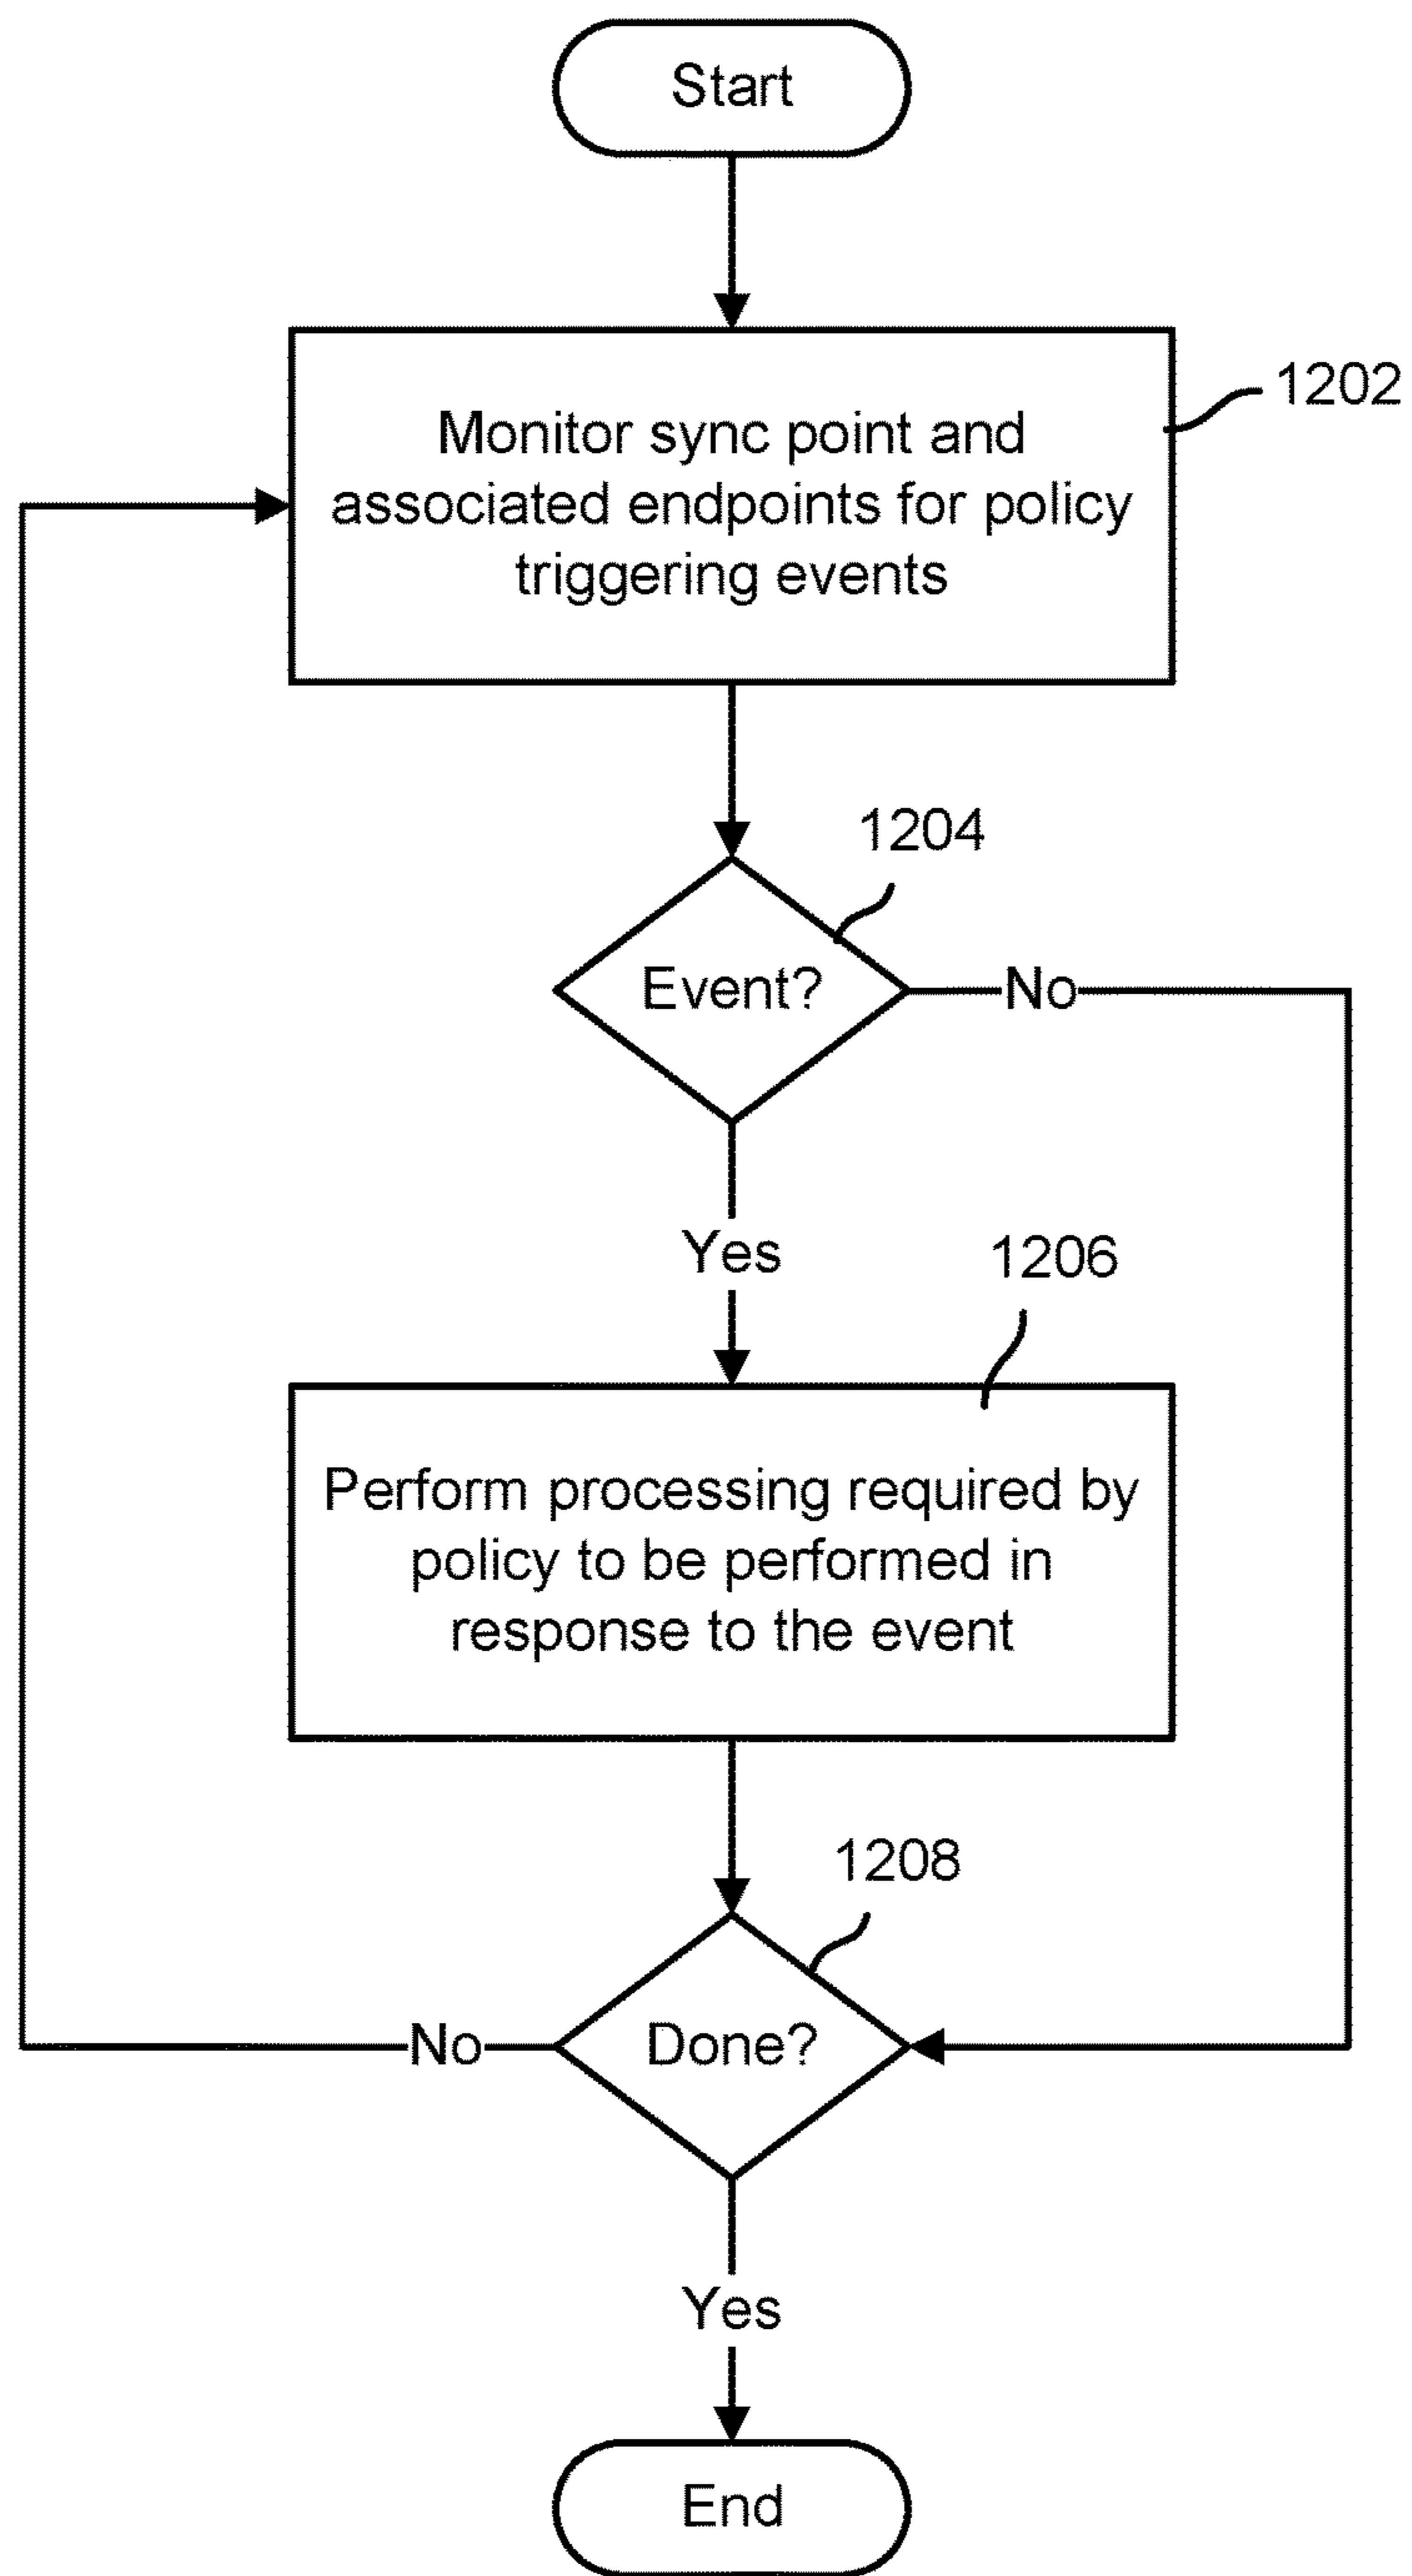 Start
Monitor sync point and
associated endpoints for policy
triggering events
1202
1204
Event?
No
Yes
1206
Perform processing required by
policy to be performed in
response to the event
1208
No
Done?
Yes
End